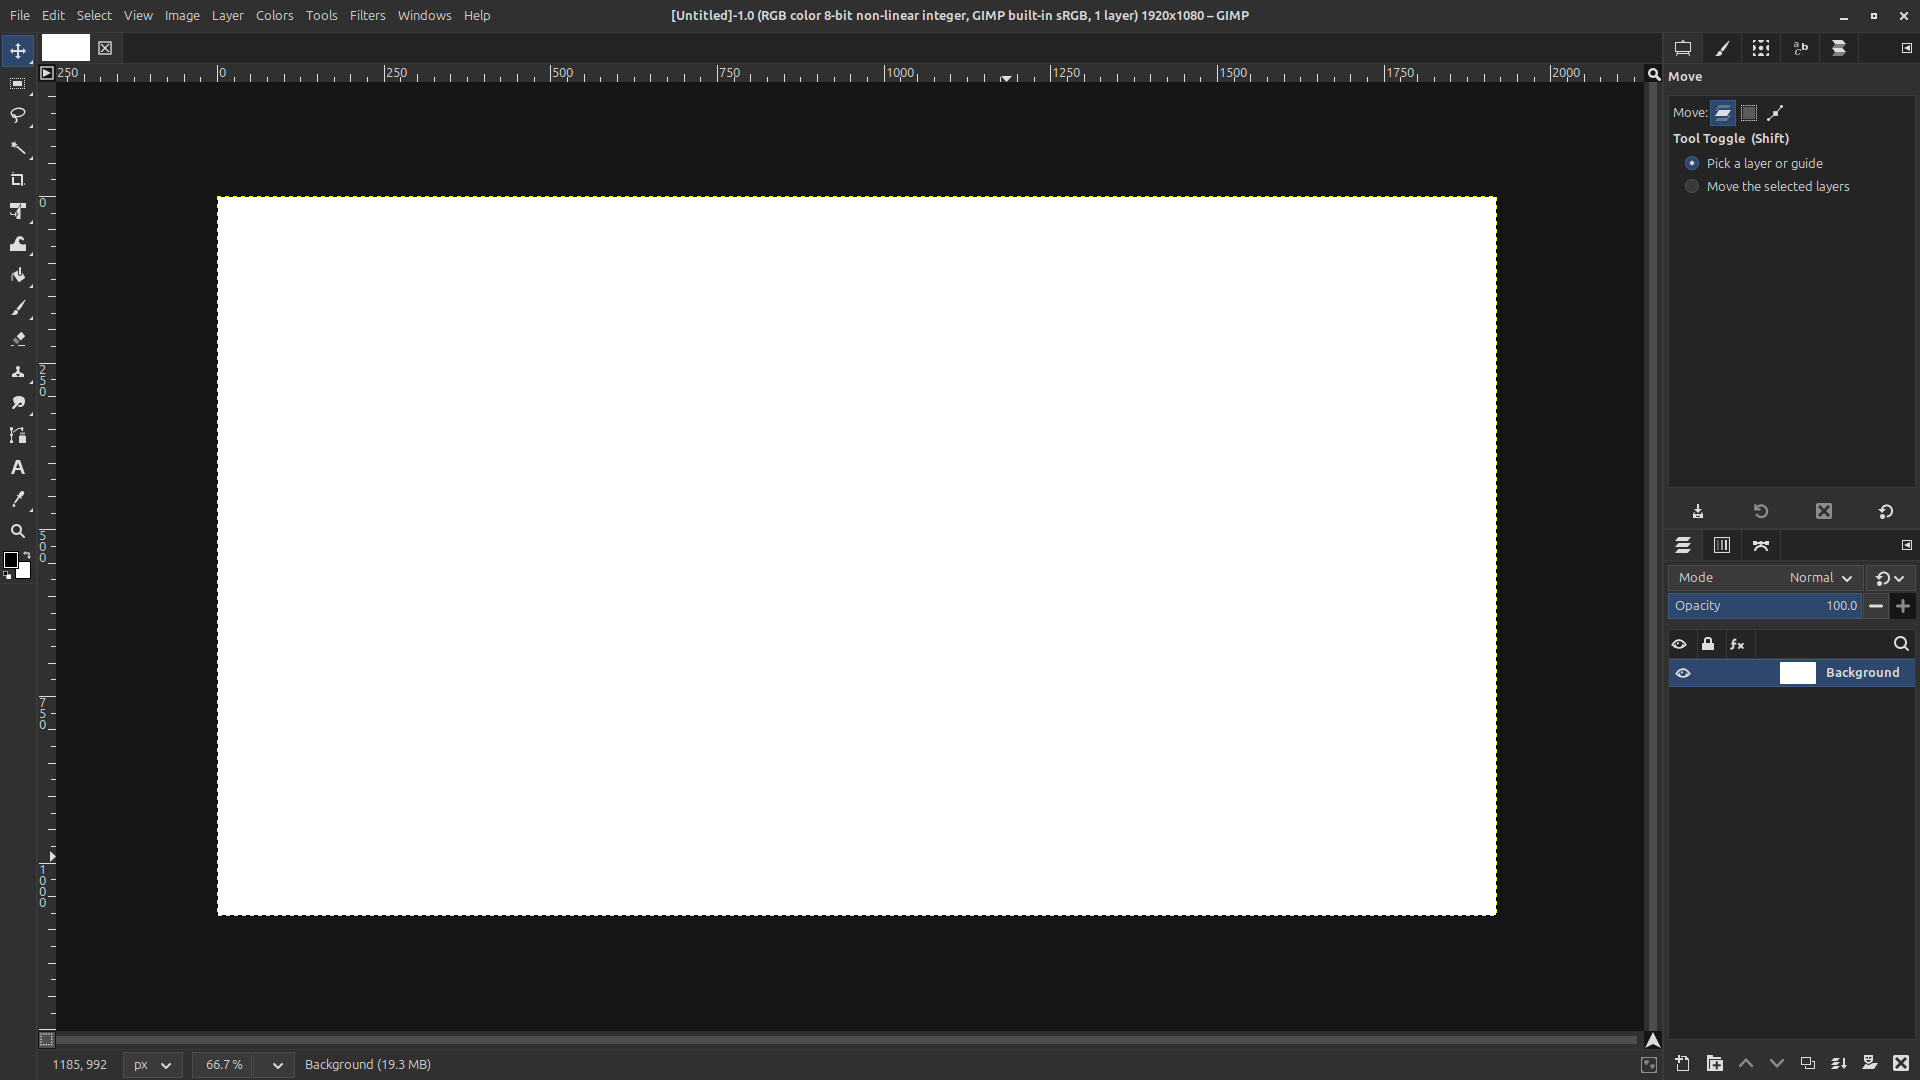 File Edit Select View Image Layer Colors Tools Filters Windows Help
[Untitled]-1.0 (RGB color 8-bit non-linear integer, GIMP built-in sRGB, 1 layer) 1920x1080 – GIMP
250 0 250 500 750 1000 1250 1500 1750 2000
0
250
500
750
1000
Move
Move:
Tool Toggle (Shift)
Pick a layer or guide
Move the selected layers
Mode Normal
Opacity 100.0
Background
1185, 992 px 66.7 % Background (19.3 MB)